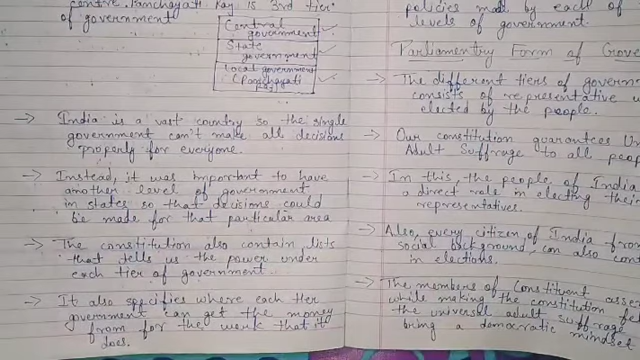 centre. Panchayati Raj is 3rd tier
of government
Central
government
State
government
Local government
(Panchayati
Raj)
→ India is a vast country so the single
government can't make all decisions
properly for everyone.
→ Instead, it was important to have
another level of government
in states so that decisions could
be made for that particular area
→ The constitution also contain lists
that tells us the power under
each tier of government
→ It also specifies where each tier
government can get the money
from for the work that it
does.
policies made by each of
levels of government.
Parliamentry Form of Gover
→ The different tiers of governm
consists of representative
elected by the people.
→ Our constitution guarantees Un
Adult Suffrage to all peop
→ In this, the people of India
a direct role in electing their
representatives.
→ Also, every citizen of India from
social background, can also cont
in elections.
→ The members of Constituent asse
while making the constitution fel
the universal adult suffrage
bring a democratic mindset